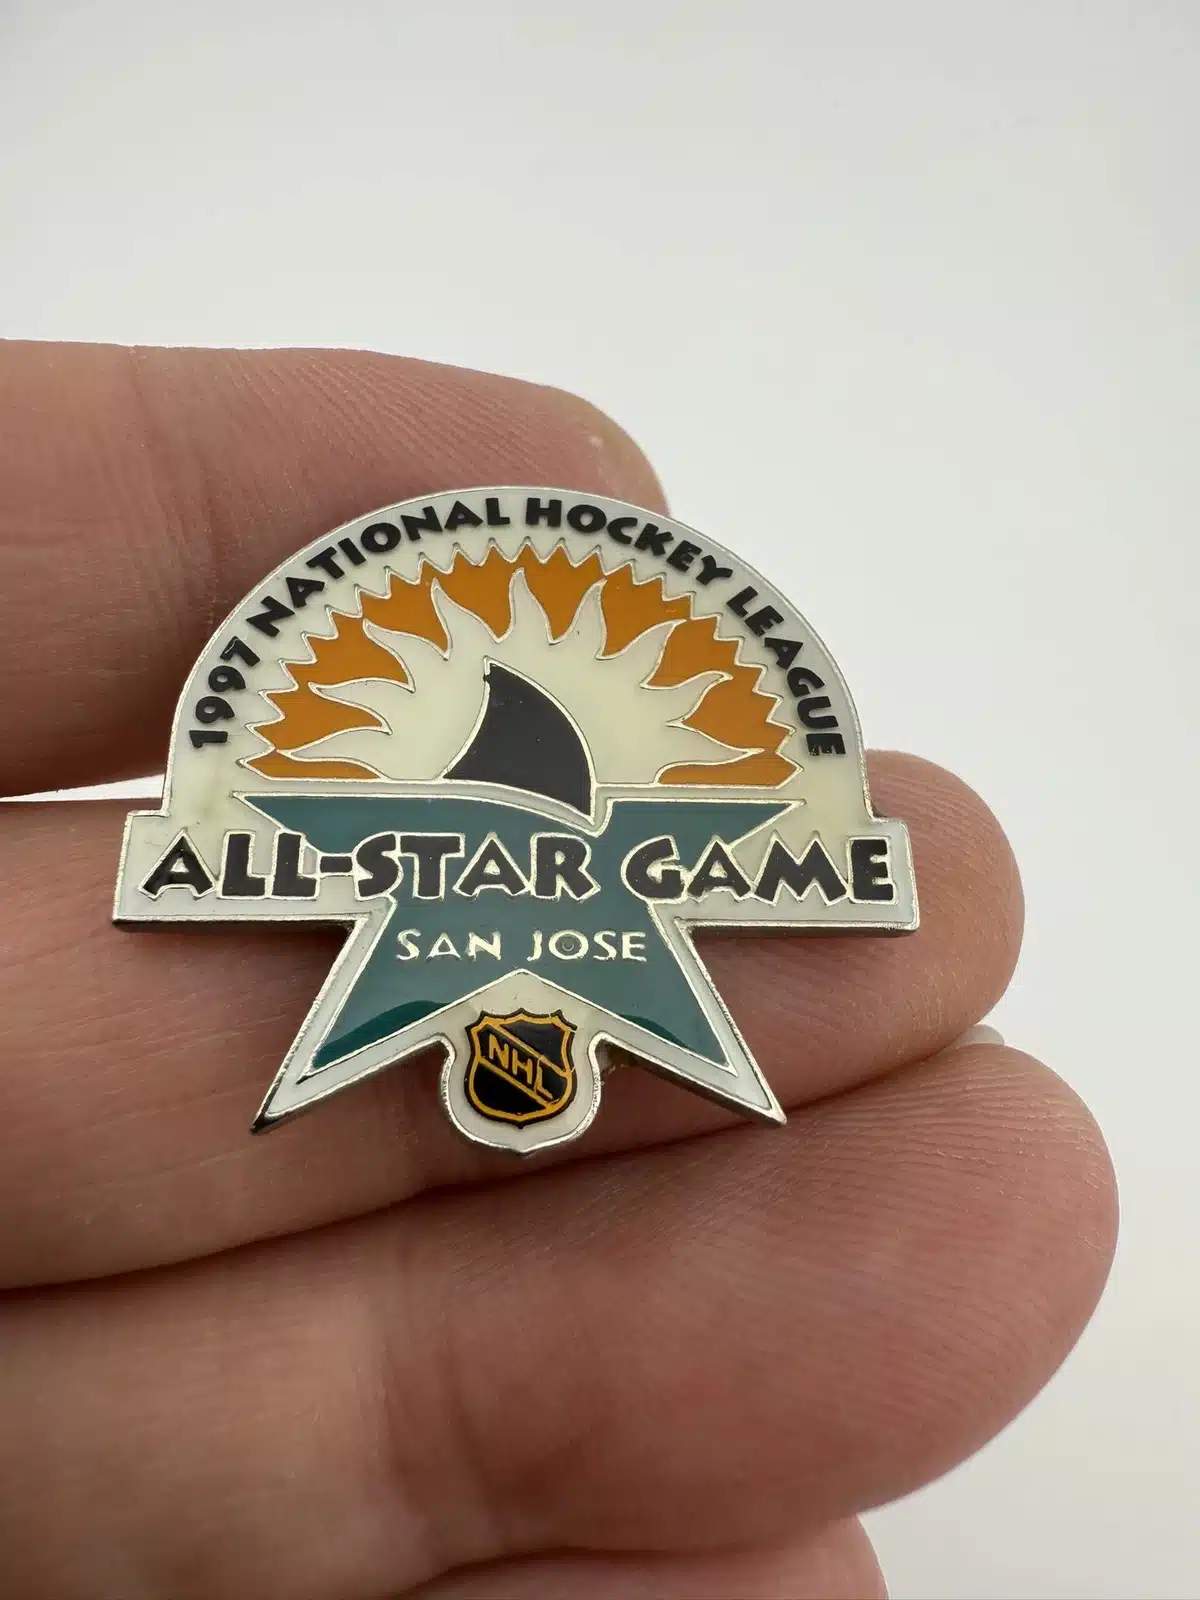 1997 NATIONAL HOCKEY LEAGUE
ALL-STAR GAME
SAN JOSE
NHL